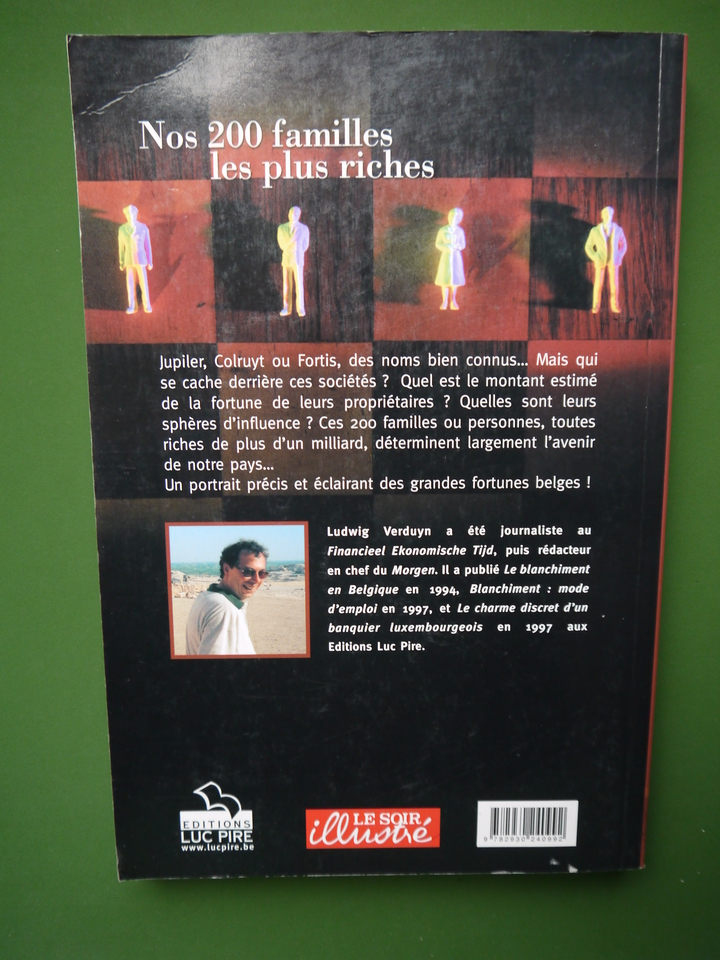 Nos 200 familles
les plus riches
Jupiler, Colruyt ou Fortis, des noms bien connus... Mais qui
se cache derrière ces sociétés ? Quel est le montant estimé
de la fortune de leurs propriétaires ? Quelles sont leurs
sphères d'influence ? Ces 200 familles ou personnes, toutes
riches de plus d'un milliard, déterminent largement l'avenir
de notre pays...
Un portrait précis et éclairant des grandes fortunes belges !
Ludwig Verduyn a été journaliste au
Financieel Ekonomische Tijd, puis rédacteur
en chef du Morgen. Il a publié Le blanchiment
en Belgique en 1994, Blanchiment : mode
d'emploi en 1997, et Le charme discret d'un
banquier luxembourgeois en 1997 aux
Editions Luc Pire.
EDITIONS
LUC PIRE
www.lucpire.be
LE SOIR
illustré
9 782930 240992